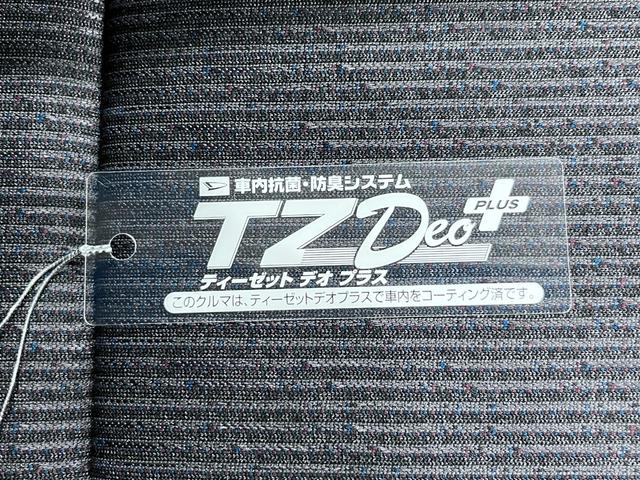 車内抗菌・防臭システム
TZ Deo PLUS
ティーゼット デオ プラス
このクルマは、ティーゼットデオプラスで車内をコーティング済です。